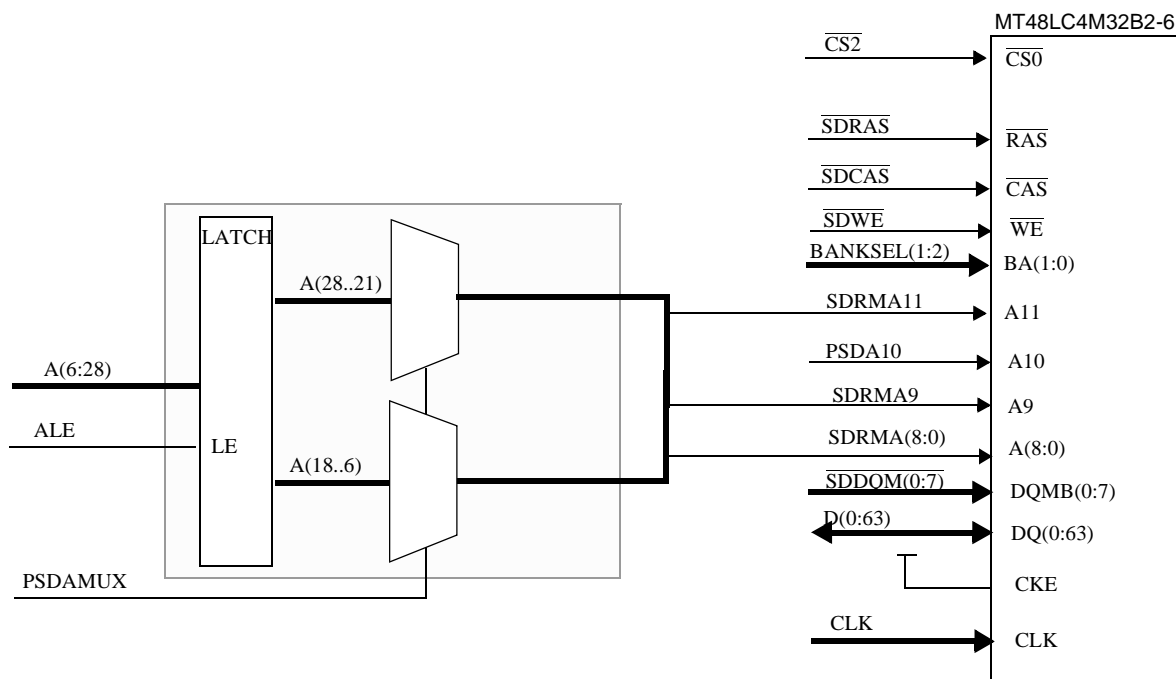 MT48LC4M32B2-6
CS2
CS0
SDRAS
RAS
SDCAS
CAS
SDWE
WE
BANKSEL(1:2)
BA(1:0)
LATCH
A(28..21)
SDRMA11
A11
PSDA10
A10
A(6:28)
SDRMA9
A9
ALE
LE
SDRMA(8:0)
A(8:0)
A(18..6)
SDDQM(0:7)
DQMB(0:7)
D(0:63)
DQ(0:63)
PSDAMUX
CKE
CLK
CLK